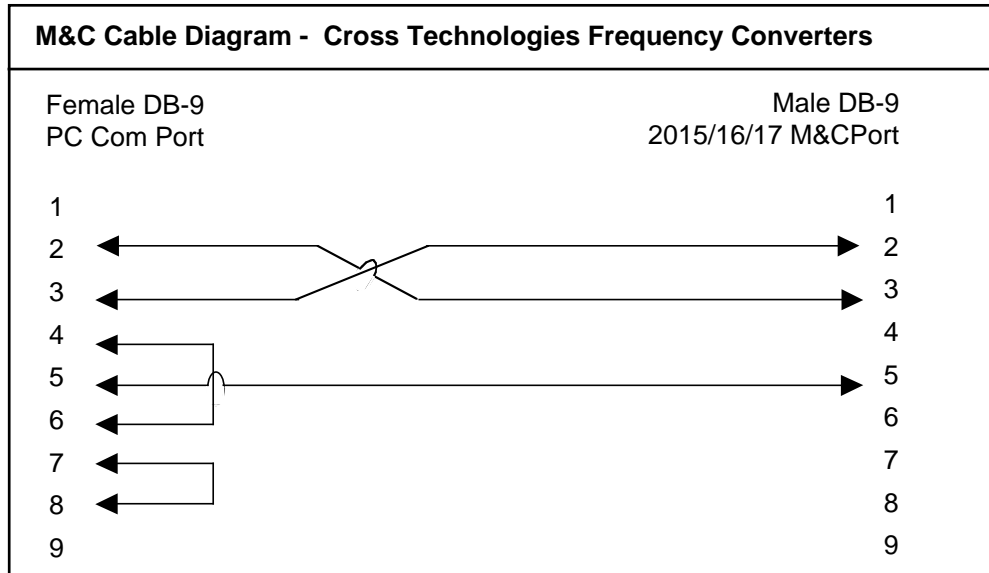 M&C Cable Diagram - Cross Technologies Frequency Converters
Female DB-9
PC Com Port
Male DB-9
2015/16/17 M&CPort
1 1
2 2
3 3
4 4
5 5
6 6
7 7
8 8
9 9